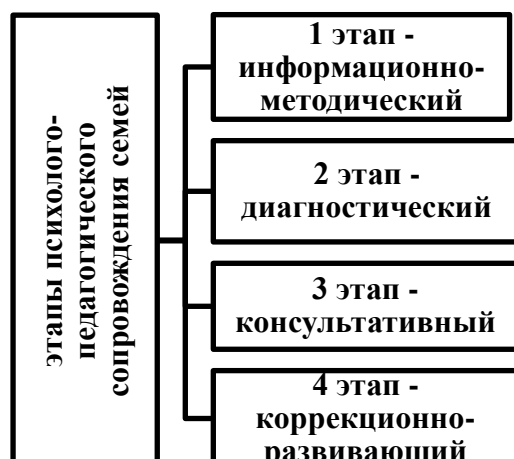 этапы психолого-
педагогического
сопровождения семей
1 этап -
информационно-
методический
2 этап -
диагностический
3 этап -
консультативный
4 этап -
коррекционно-
развивающий